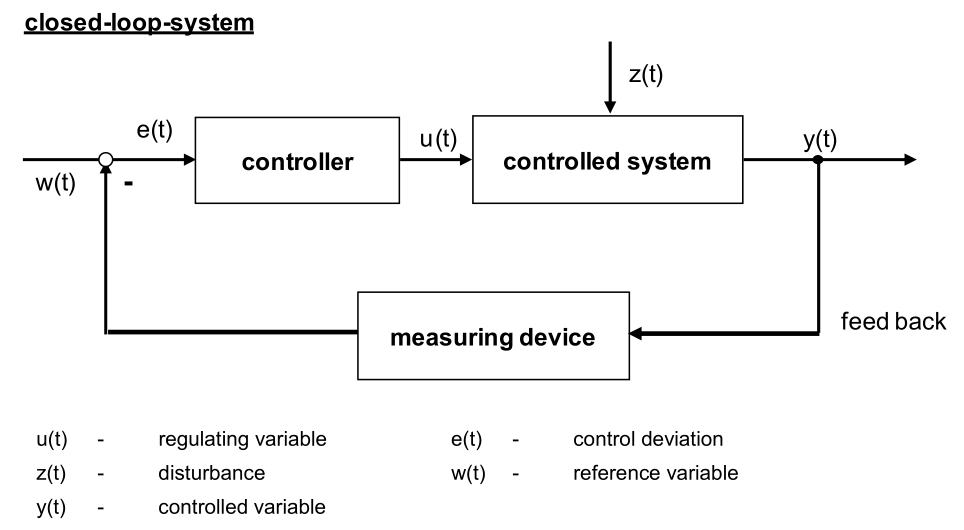 closed-loop-system
z(t)
e(t)
u(t)
y(t)
controller
controlled system
w(t)
-
feed back
measuring device
u(t) - regulating variable e(t) - control deviation
z(t) - disturbance w(t) - reference variable
y(t) - controlled variable